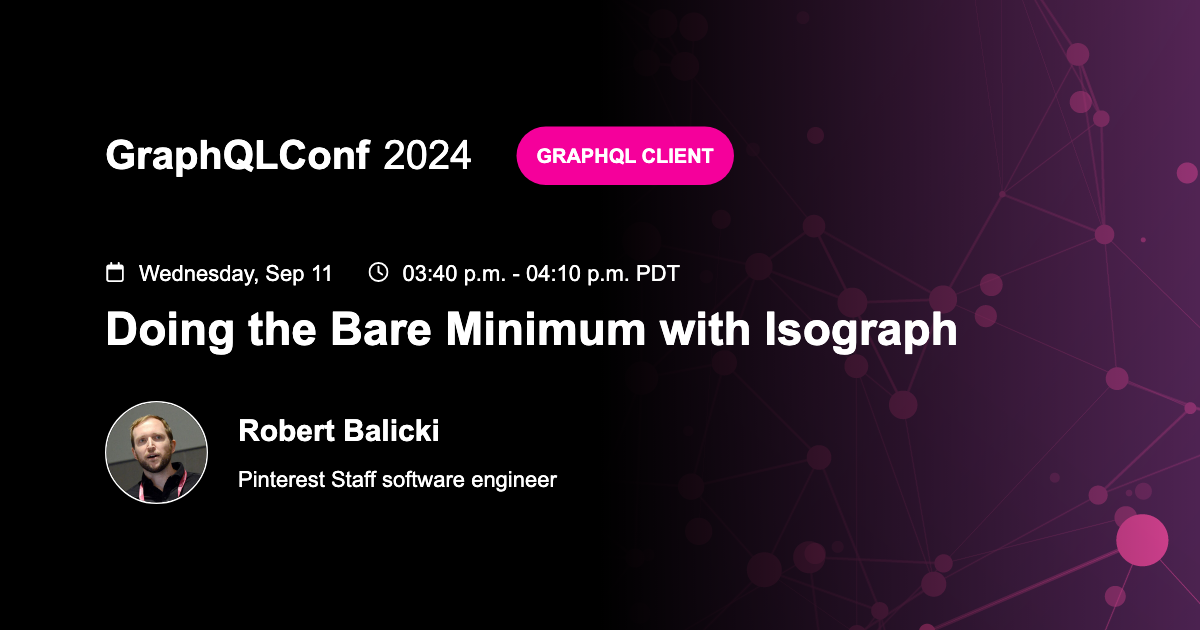 GraphQLConf 2024 GRAPHQL CLIENT
Wednesday, Sep 11 03:40 p.m. - 04:10 p.m. PDT
Doing the Bare Minimum with Isograph
Robert Balicki
Pinterest Staff software engineer